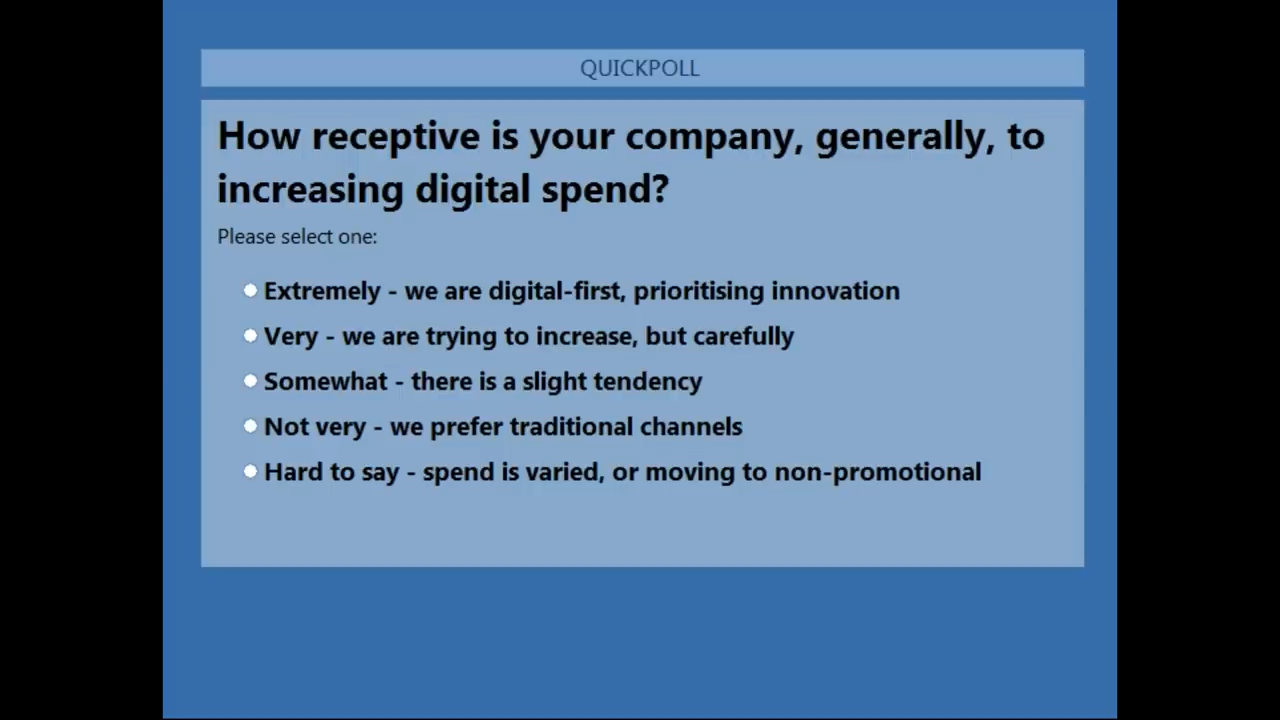 QUICKPOLL
How receptive is your company, generally, to
increasing digital spend?
Please select one:
Extremely - we are digital-first, prioritising innovation
Very - we are trying to increase, but carefully
Somewhat - there is a slight tendency
Not very - we prefer traditional channels
Hard to say - spend is varied, or moving to non-promotional